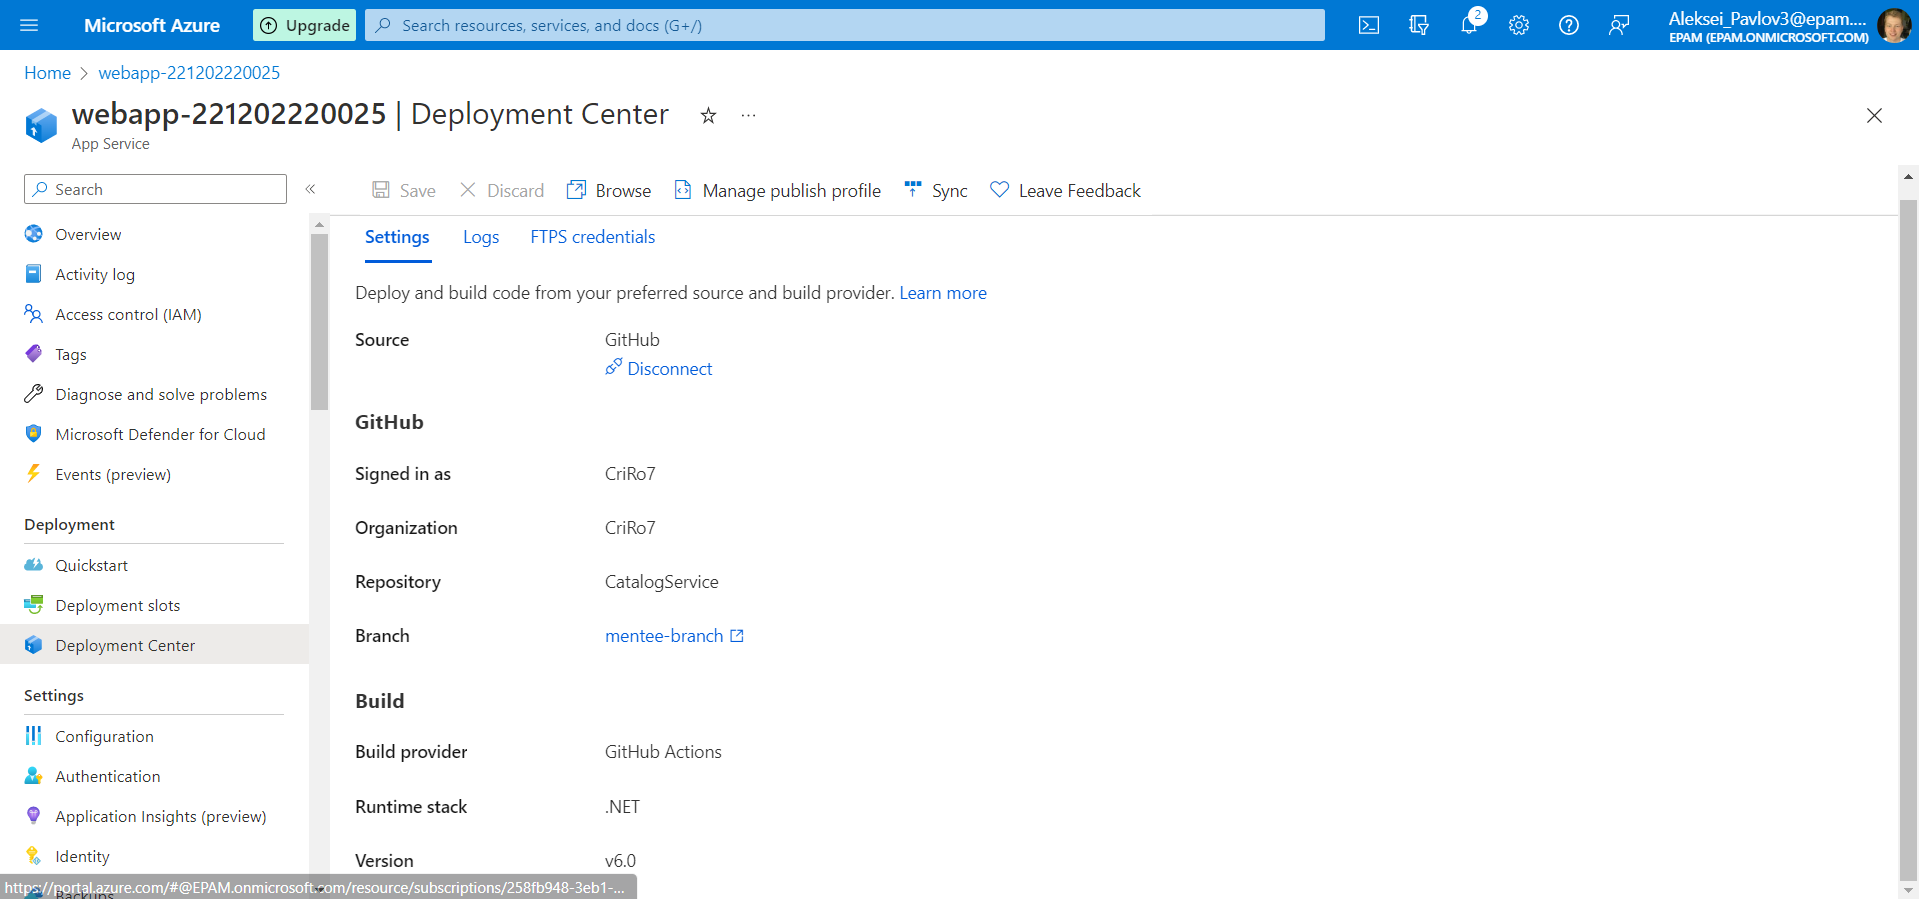 Microsoft Azure
Upgrade
Search resources, services, and docs (G+/)
2
Aleksei_Pavlov3@epam....
EPAM (EPAM.ONMICROSOFT.COM)
Home > webapp-221202220025
webapp-221202220025 | Deployment Center
...
App Service
Search
«
Save
Discard
Browse
Manage publish profile
Sync
Leave Feedback
Overview
Activity log
Access control (IAM)
Tags
Diagnose and solve problems
Microsoft Defender for Cloud
Events (preview)
Deployment
Quickstart
Deployment slots
Deployment Center
Settings
Configuration
Authentication
Application Insights (preview)
Identity
Backups
Settings
Logs
FTPS credentials
Deploy and build code from your preferred source and build provider. Learn more
Source GitHub
Disconnect
GitHub
Signed in as CriRo7
Organization CriRo7
Repository CatalogService
Branch mentee-branch
Build
Build provider GitHub Actions
Runtime stack .NET
Version v6.0
https://portal.azure.com/#@EPAM.onmicrosoft.com/resource/subscriptions/258fb948-3eb1-...